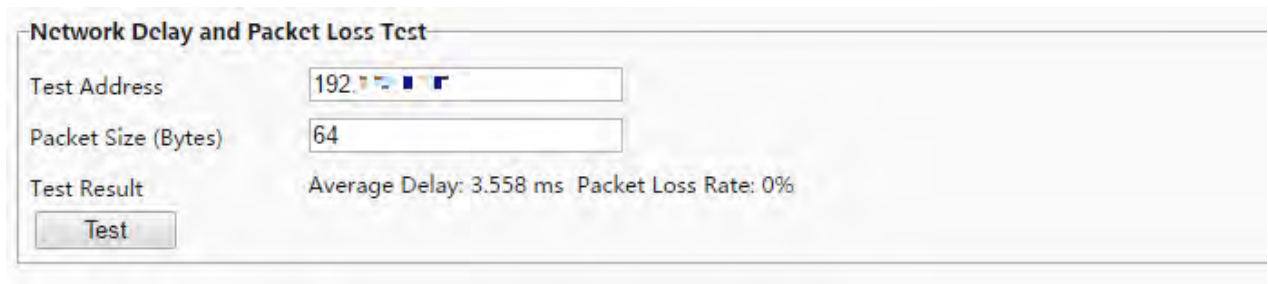 Network Delay and Packet Loss Test
Test Address 192.
Packet Size (Bytes) 64
Test Result Average Delay: 3.558 ms Packet Loss Rate: 0%
Test